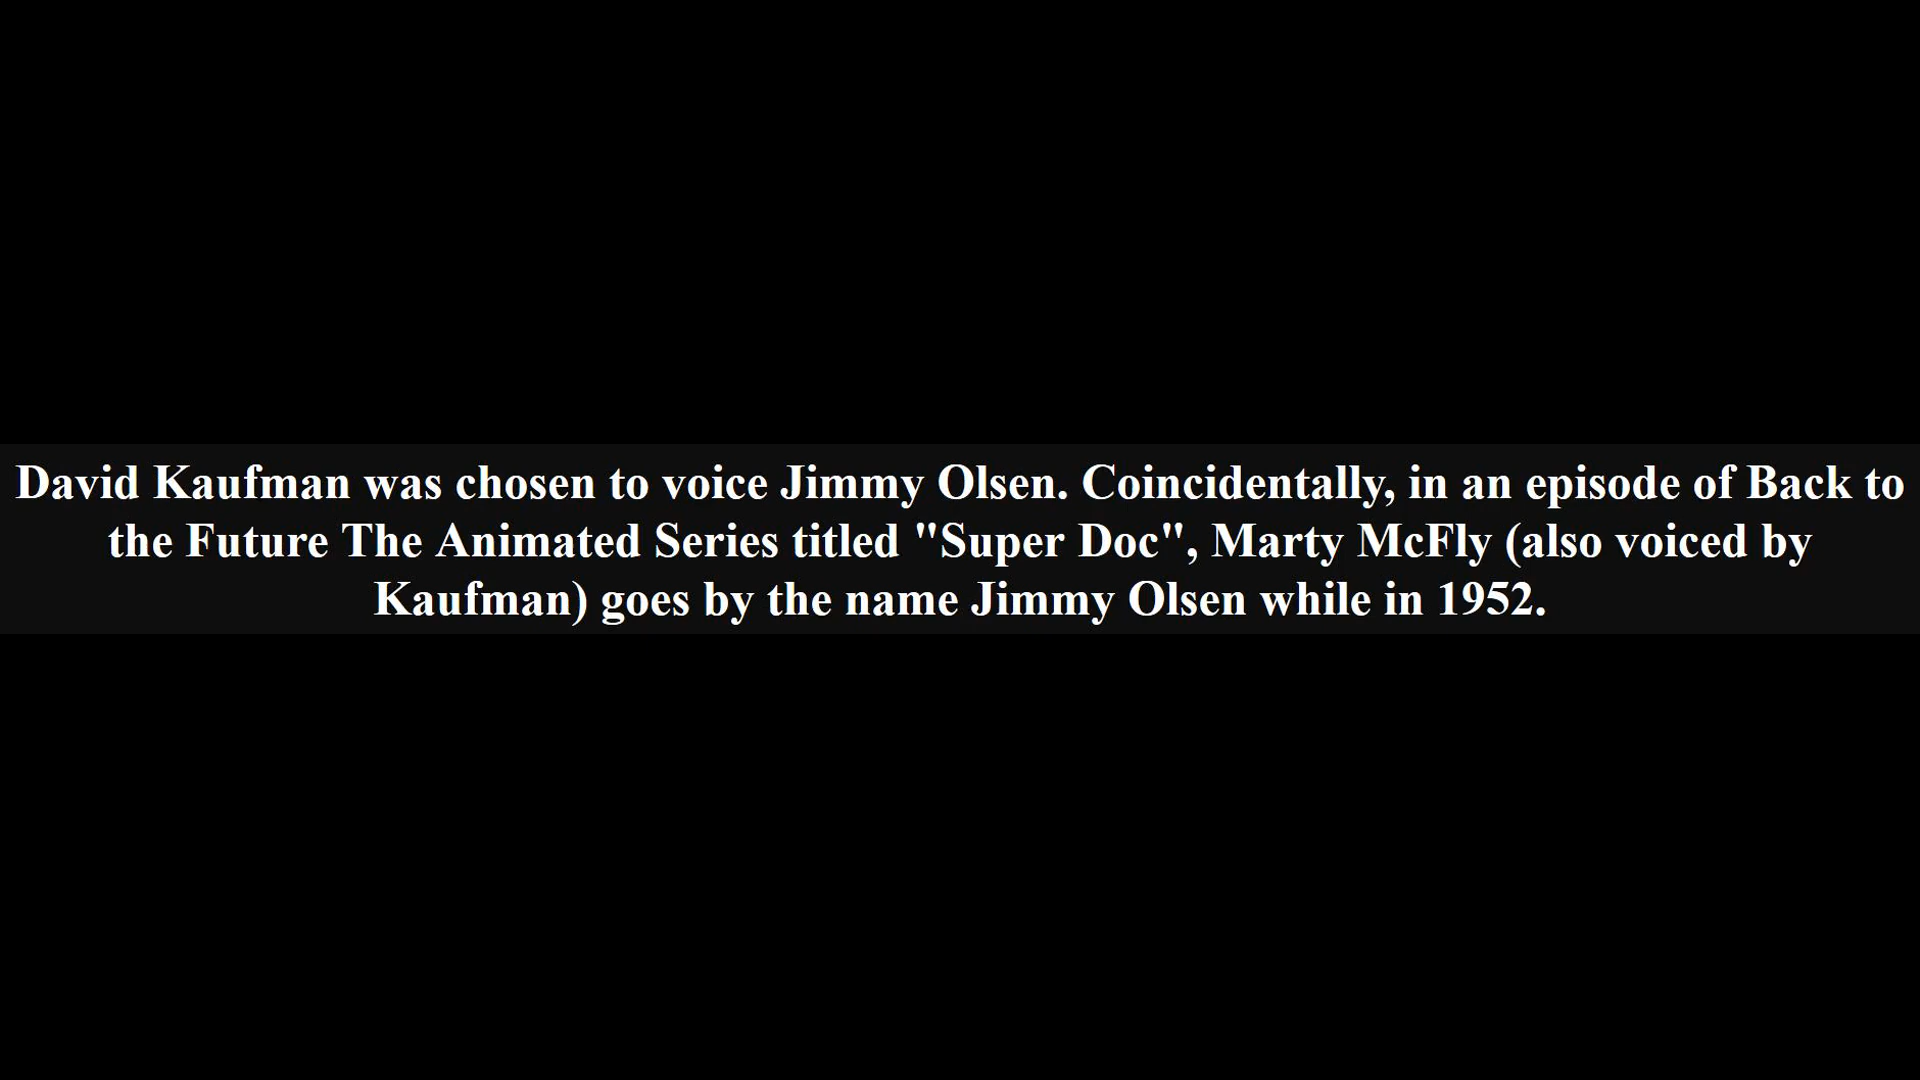 David Kaufman was chosen to voice Jimmy Olsen. Coincidentally, in an episode of Back to
the Future The Animated Series titled "Super Doc", Marty McFly (also voiced by
Kaufman) goes by the name Jimmy Olsen while in 1952.